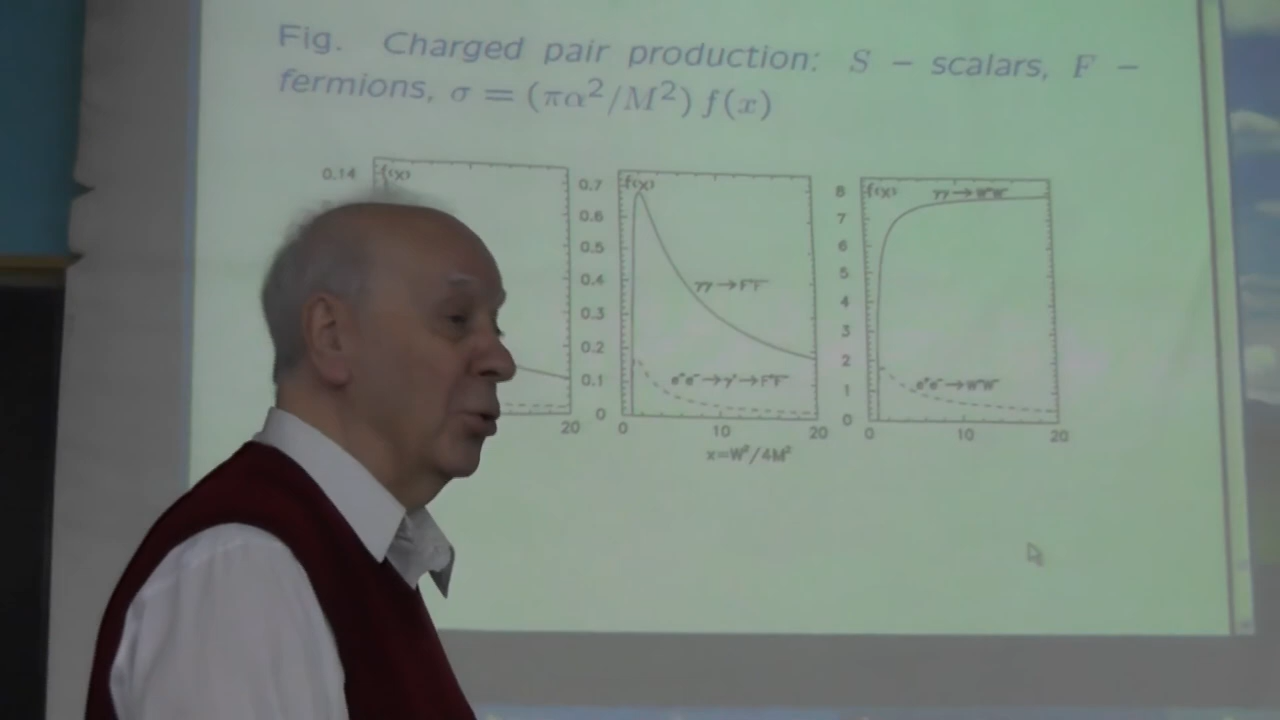 Fig. Charged pair production: S – scalars, F –
fermions, σ = (πα²/M²) f(x)
0.14 f(x)
20
0.7 f(x)
0.6
0.5
0.4 γγ→F⁺F⁻
0.3
0.2
0.1 e⁺e⁻→γ*→F⁺F⁻
0
0 10 20
x=W²/4M²
8 f(x) γγ→W⁺W⁻
7
6
5
4
3
2
1 e⁺e⁻→W⁺W⁻
0
0 10 20